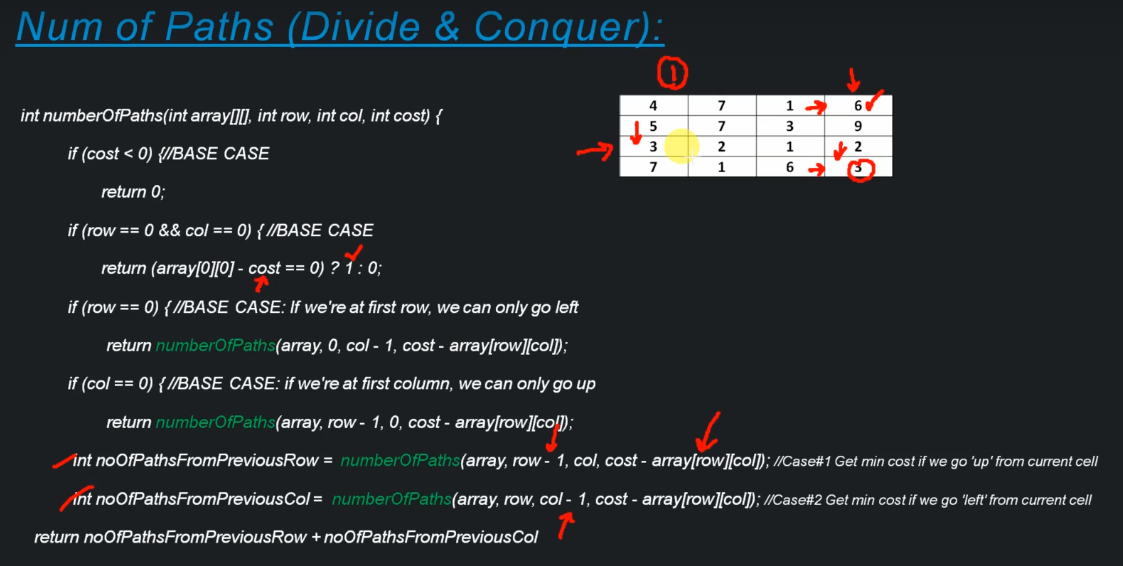 Num of Paths (Divide & Conquer):
①
4 7 1 6
5 7 3 9
3 2 1 2
7 1 6 3
int numberOfPaths(int array[][], int row, int col, int cost) {
if (cost < 0) {//BASE CASE
return 0;
if (row == 0 && col == 0) { //BASE CASE
return (array[0][0] - cost == 0) ? 1 : 0;
if (row == 0) { //BASE CASE: If we're at first row, we can only go left
return numberOfPaths(array, 0, col - 1, cost - array[row][col]);
if (col == 0) { //BASE CASE: if we're at first column, we can only go up
return numberOfPaths(array, row - 1, 0, cost - array[row][col]);
int noOfPathsFromPreviousRow = numberOfPaths(array, row - 1, col, cost - array[row][col]); //Case#1 Get min cost if we go 'up' from current cell
int noOfPathsFromPreviousCol = numberOfPaths(array, row, col - 1, cost - array[row][col]); //Case#2 Get min cost if we go 'left' from current cell
return noOfPathsFromPreviousRow + noOfPathsFromPreviousCol